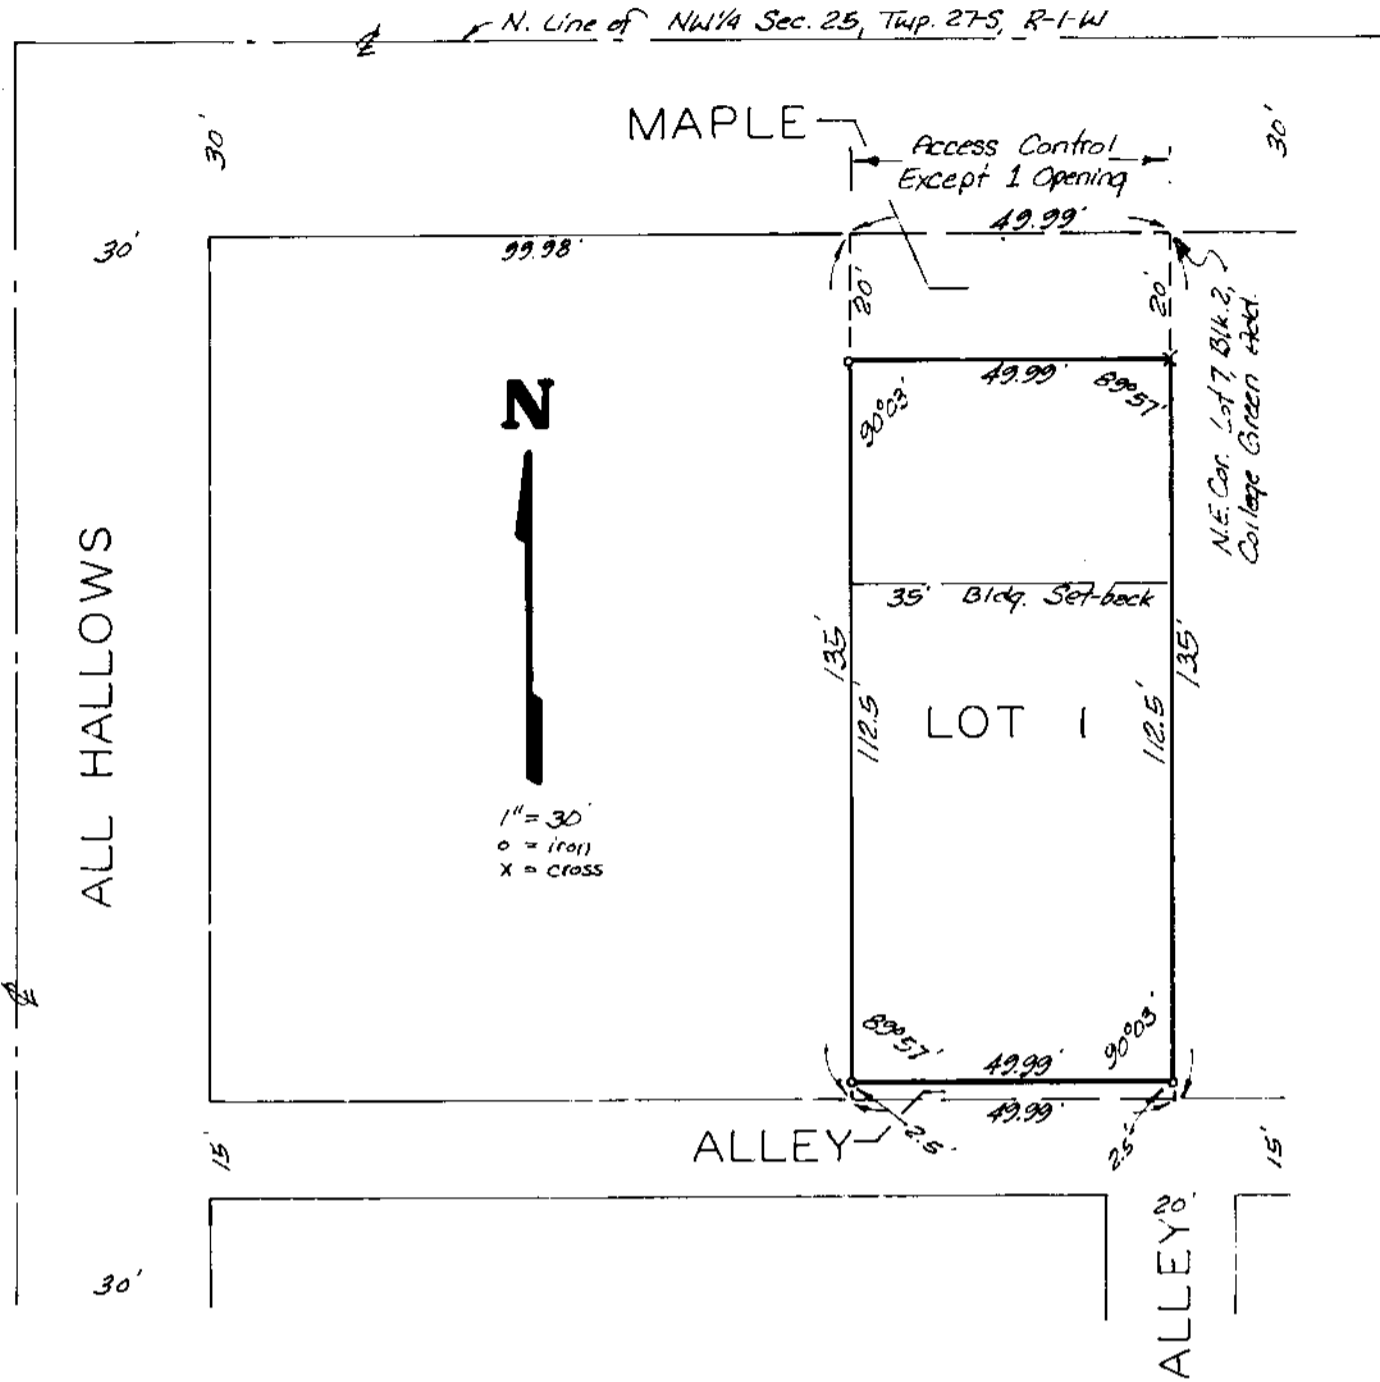 N. Line of NW1/4 Sec. 25, Twp. 27-S, R-1-W
30'
MAPLE
30'
Access Control
Except 1 Opening
30'
99.98'
49.99'
20'
20'
N.E. Cor. Lot 7, Blk. 2,
College Green Add.
49.99'
90°03'
89°57'
N
35' Bldg. Set-back
ALL HALLOWS
135'
112.5'
LOT 1
112.5'
135'
1" = 30'
o = iron
x = cross
89°57'
90°03'
49.99'
49.99'
2.5'
2.5'
ALLEY
15'
15'
20'
ALLEY
30'